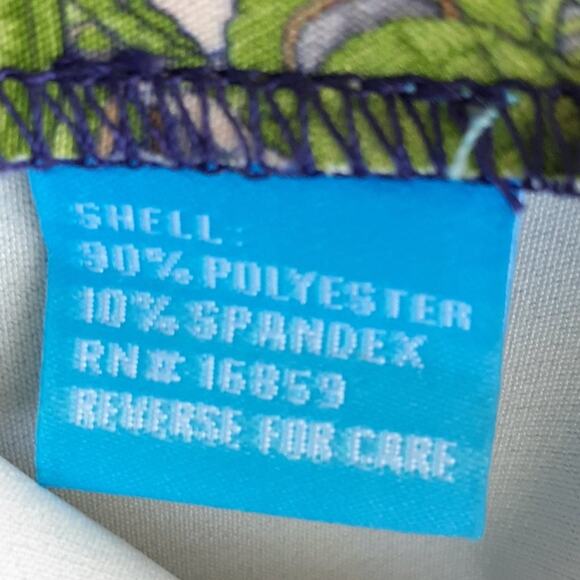 SHELL:
90% POLYESTER
10% SPANDEX
RN# 16859
REVERSE FOR CARE